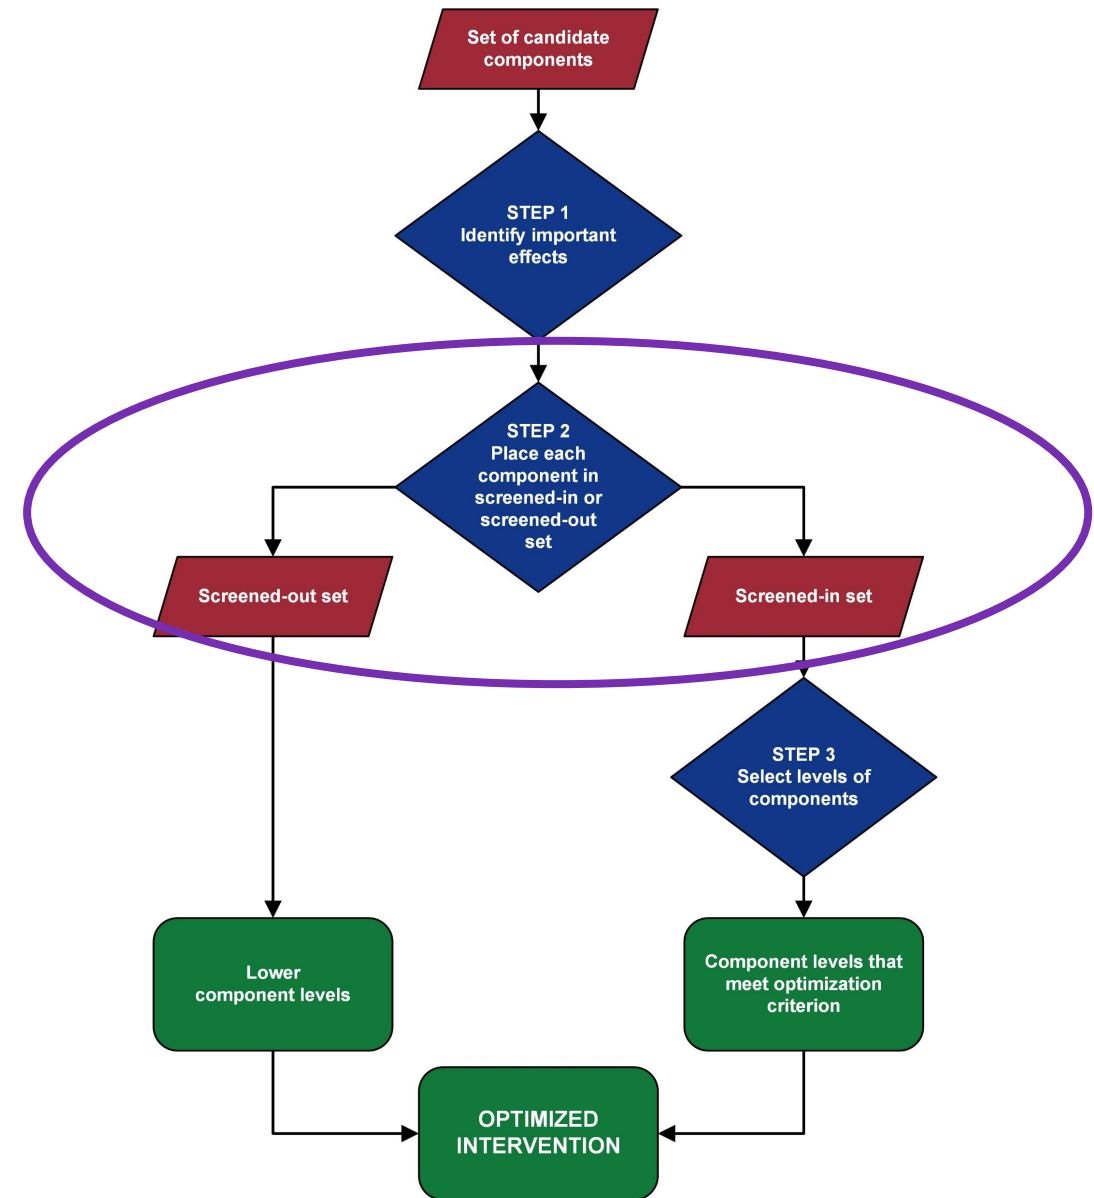 Set of candidate
components
STEP 1
Identify important
effects
STEP 2
Place each
component in
screened-in or
screened-out
set
Screened-out set
Screened-in set
STEP 3
Select levels of
components
Lower
component levels
Component levels that
meet optimization
criterion
OPTIMIZED
INTERVENTION